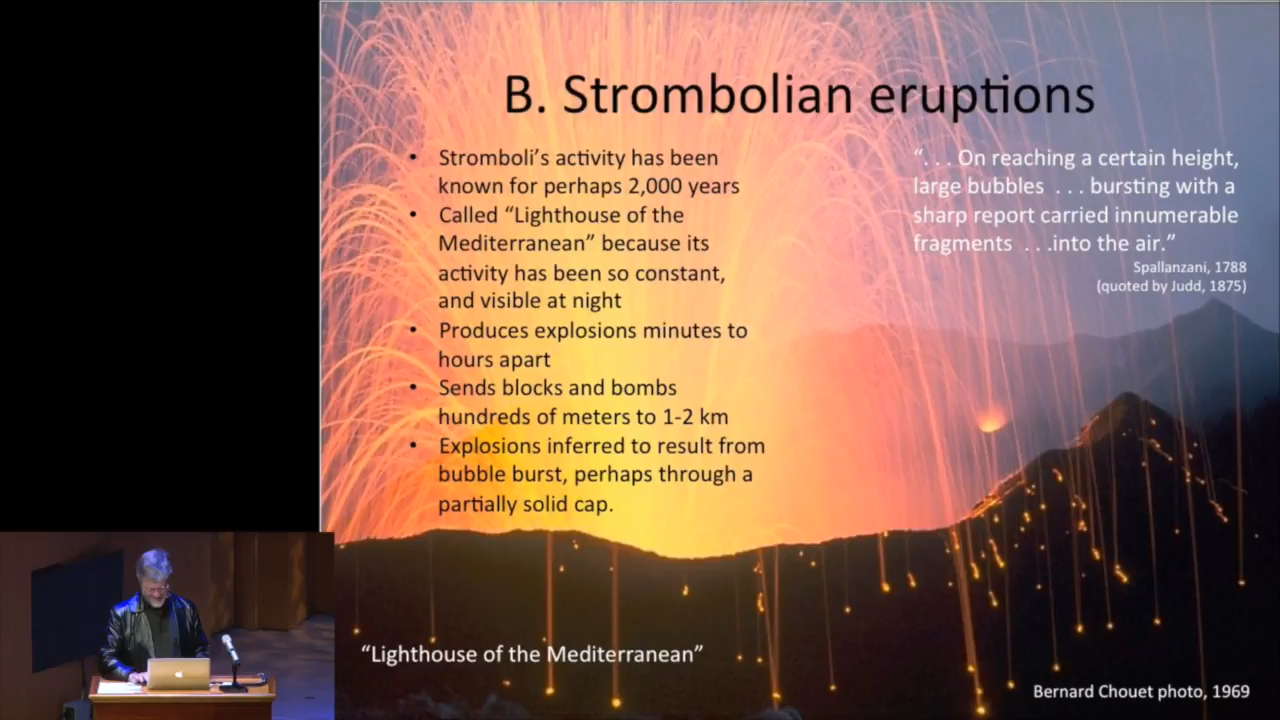 B. Strombolian eruptions
• Stromboli’s activity has been
known for perhaps 2,000 years
• Called “Lighthouse of the
Mediterranean” because its
activity has been so constant,
and visible at night
• Produces explosions minutes to
hours apart
• Sends blocks and bombs
hundreds of meters to 1-2 km
• Explosions inferred to result from
bubble burst, perhaps through a
partially solid cap.
“. . . On reaching a certain height,
large bubbles . . . bursting with a
sharp report carried innumerable
fragments . . .into the air.”
Spallanzani, 1788
(quoted by Judd, 1875)
“Lighthouse of the Mediterranean”
Bernard Chouet photo, 1969